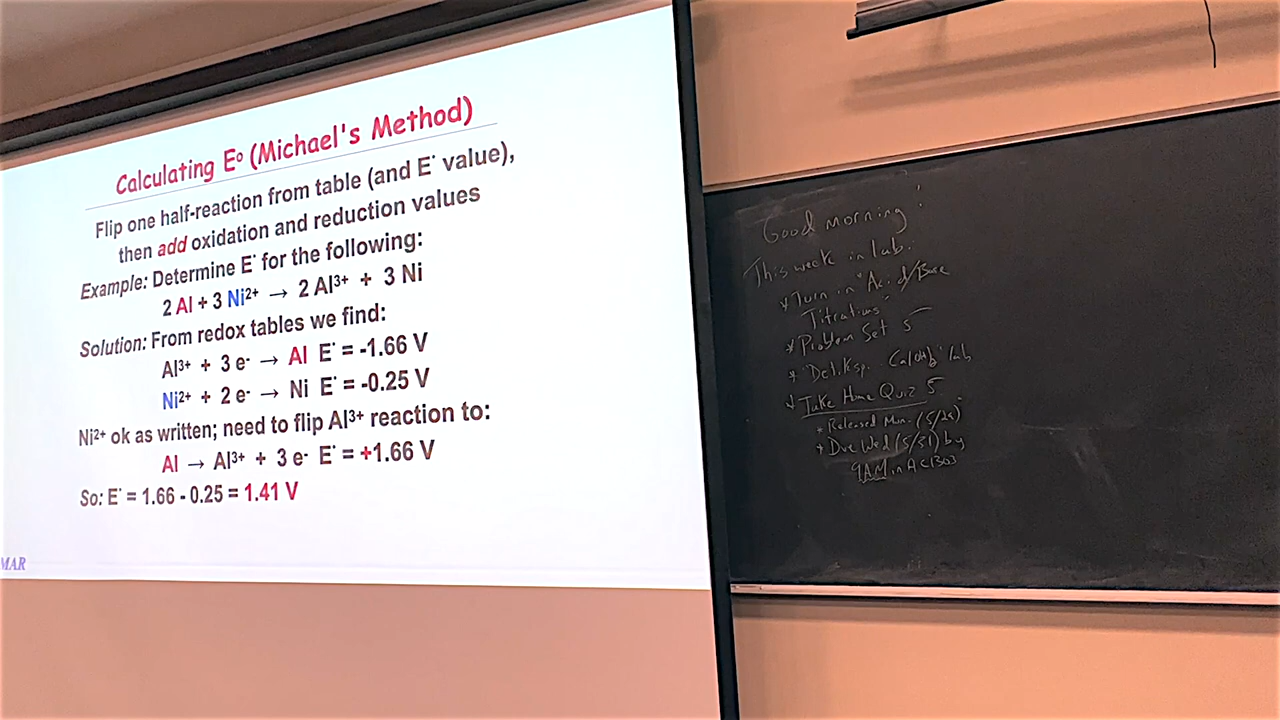 Calculating Eº (Michael's Method)
Flip one half-reaction from table (and E˚ value),
then add oxidation and reduction values
Example: Determine E˚ for the following:
2 Al + 3 Ni²⁺ → 2 Al³⁺ + 3 Ni
Solution: From redox tables we find:
Al³⁺ + 3 e⁻ → Al E˚ = -1.66 V
Ni²⁺ + 2 e⁻ → Ni E˚ = -0.25 V
Ni²⁺ ok as written; need to flip Al³⁺ reaction to:
Al → Al³⁺ + 3 e⁻ E˚ = +1.66 V
So: E˚ = 1.66 - 0.25 = 1.41 V
MAR
Good morning!
This week in lab:
* Turn in "Acid/Base
Titrations"
* Problem Set 5
* "Det. Ksp Ca(OH)₂" lab
* Take Home Quiz 5
* Released Mon. (5/29)
* Due Wed (5/31) by
9AM in AC1303